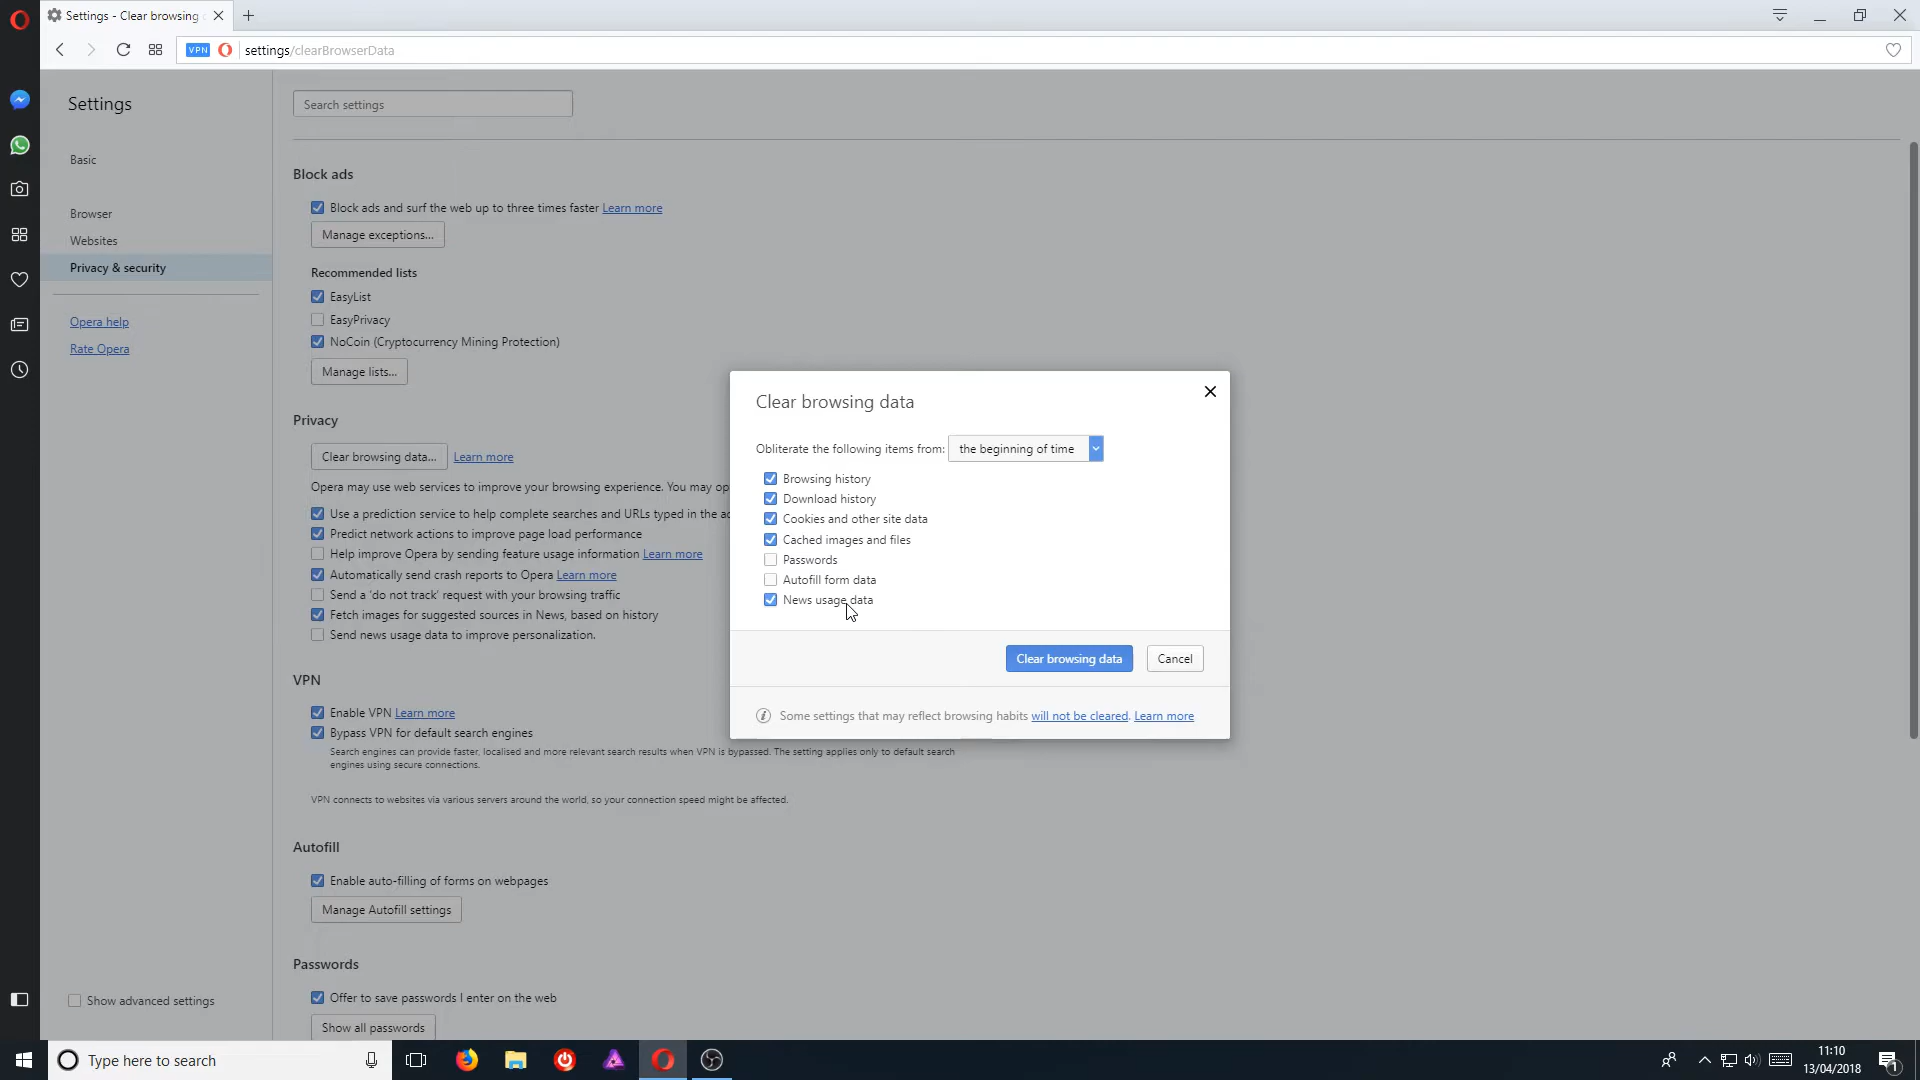 Settings - Clear browsing
VPN
settings/clearBrowserData
Settings
Search settings
Basic
Browser
Websites
Privacy & security
Opera help
Rate Opera
Show advanced settings
Block ads
Block ads and surf the web up to three times faster Learn more
Manage exceptions...
Recommended lists
EasyList
EasyPrivacy
NoCoin (Cryptocurrency Mining Protection)
Manage lists...
Privacy
Clear browsing data... Learn more
Opera may use web services to improve your browsing experience. You may op
Use a prediction service to help complete searches and URLs typed in the ad
Predict network actions to improve page load performance
Help improve Opera by sending feature usage information Learn more
Automatically send crash reports to Opera Learn more
Send a 'do not track' request with your browsing traffic
Fetch images for suggested sources in News, based on history
Send news usage data to improve personalization.
VPN
Enable VPN Learn more
Bypass VPN for default search engines
Search engines can provide faster, localised and more relevant search results when VPN is bypassed. The setting applies only to default search
engines using secure connections.
VPN connects to websites via various servers around the world, so your connection speed might be affected.
Autofill
Enable auto-filling of forms on webpages
Manage Autofill settings
Passwords
Offer to save passwords I enter on the web
Show all passwords
Clear browsing data
Obliterate the following items from: the beginning of time
Browsing history
Download history
Cookies and other site data
Cached images and files
Passwords
Autofill form data
News usage data
Clear browsing data
Cancel
Some settings that may reflect browsing habits will not be cleared. Learn more
Type here to search
11:10
13/04/2018
1